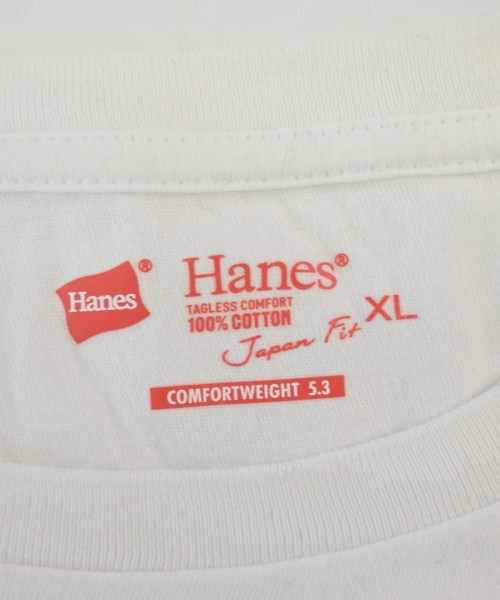 Hanes®
Hanes®
TAGLESS COMFORT
100% COTTON
Japan Fit
XL
COMFORTWEIGHT 5.3